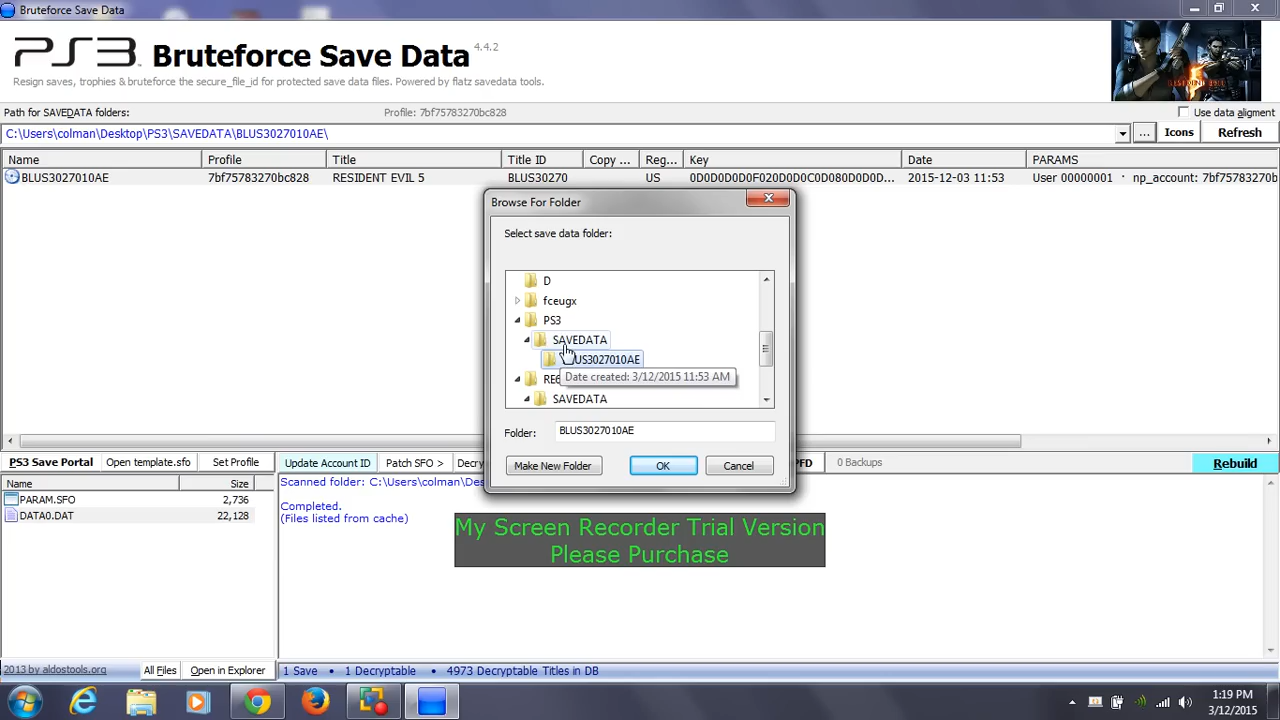 Bruteforce Save Data
PS3 Bruteforce Save Data 4.4.2
Resign saves, trophies & bruteforce the secure_file_id for protected save data files. Powered by flatz savedata tools.
Path for SAVEDATA folders: Profile: 7bf75783270bc828 Use data aligment
C:\Users\colman\Desktop\PS3\SAVEDATA\BLUS3027010AE\ ... Icons Refresh
Name Profile Title Title ID Copy ... Reg... Key Date PARAMS
BLUS3027010AE 7bf75783270bc828 RESIDENT EVIL 5 BLUS30270 US 0D0D0D0D0F020D0D0C0D080D0D0D... 2015-12-03 11:53 User 00000001 · np_account: 7bf75783270
Browse For Folder
Select save data folder:
D
fceugx
PS3
SAVEDATA
US3027010AE
Date created: 3/12/2015 11:53 AM
SAVEDATA
Folder: BLUS3027010AE
Make New Folder OK Cancel
PS3 Save Portal Open template.sfo Set Profile Update Account ID Patch SFO > Decry PFD 0 Backups Rebuild
Name Size
PARAM.SFO 2,736
DATA0.DAT 22,128
Scanned folder: C:\Users\colman\Des
Completed.
(Files listed from cache)
My Screen Recorder Trial Version
Please Purchase
2013 by aldostools.org All Files Open in Explorer 1 Save • 1 Decryptable • 4973 Decryptable Titles in DB
1:19 PM
3/12/2015